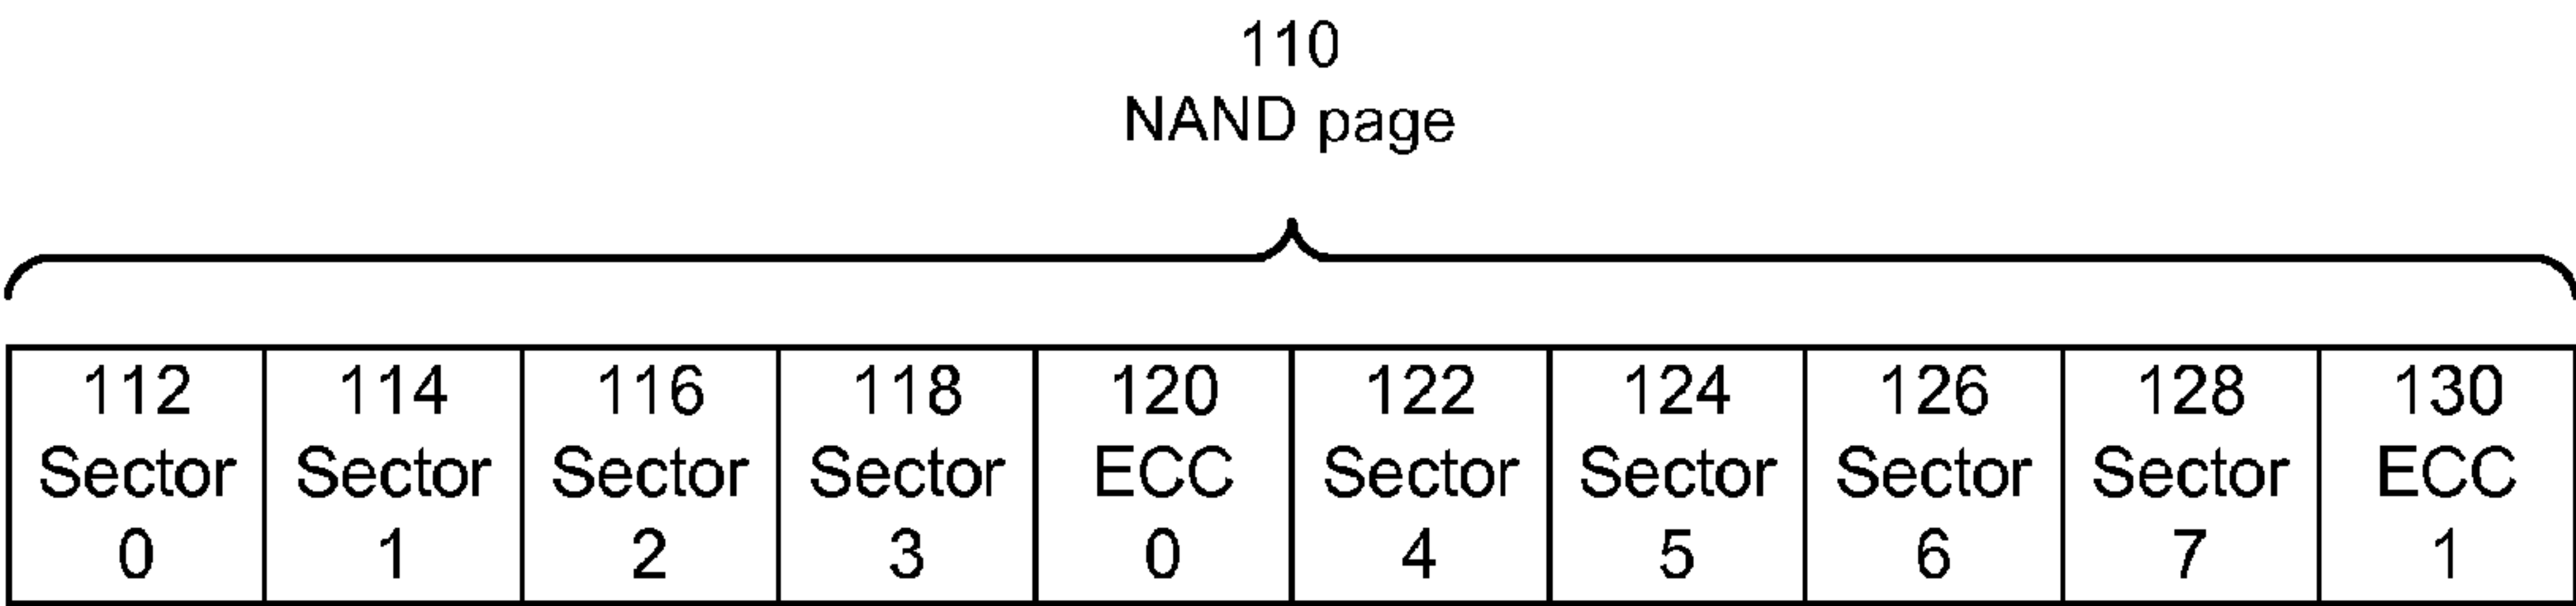 110
NAND page
112 114 116 118 120 122 124 126 128 130
Sector Sector Sector Sector ECC Sector Sector Sector Sector ECC
0 1 2 3 0 4 5 6 7 1